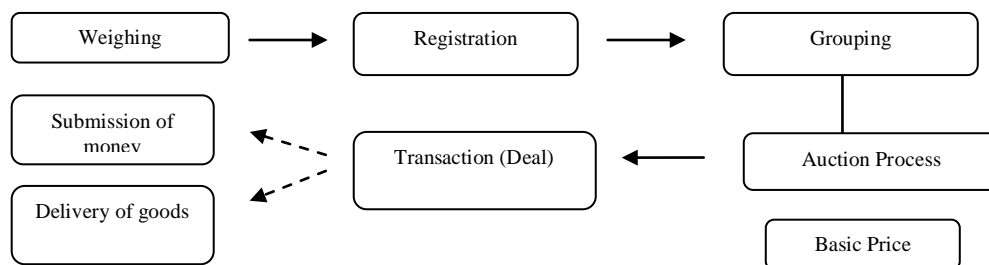 Weighing
Registration
Grouping
Submission of
money
Transaction (Deal)
Auction Process
Delivery of goods
Basic Price